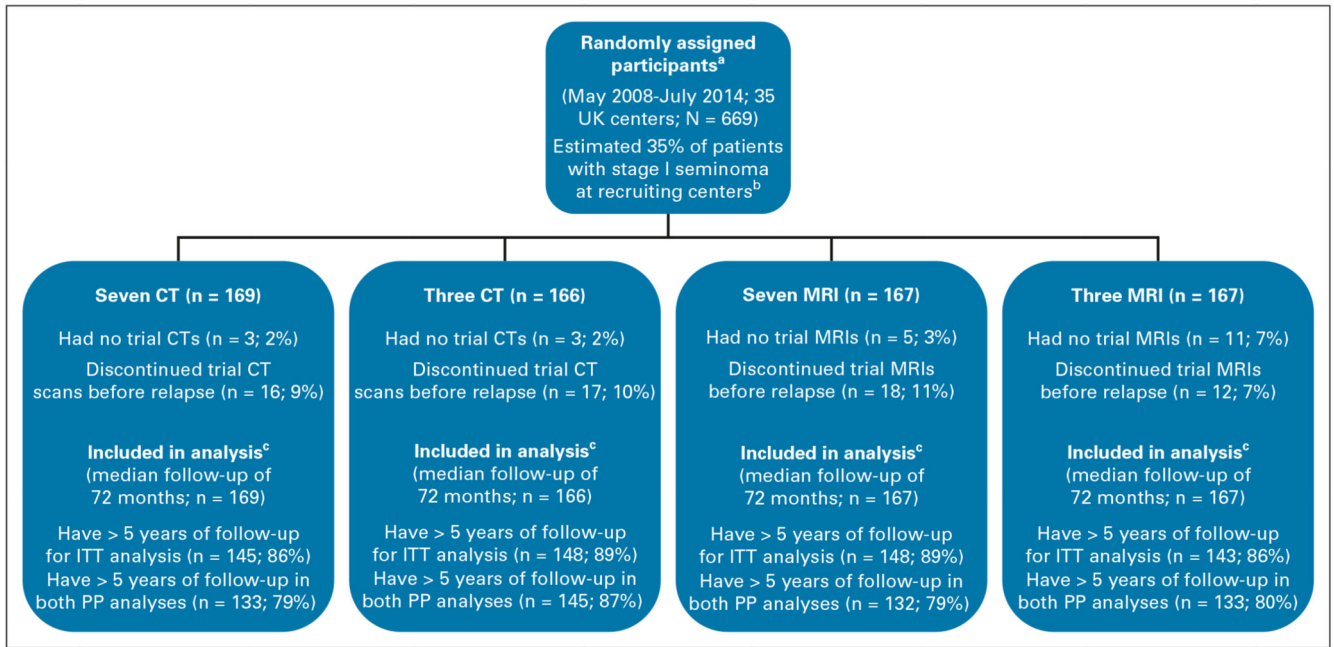 Randomly assigned
participantsᵃ
(May 2008-July 2014; 35
UK centers; N = 669)
Estimated 35% of patients
with stage I seminoma
at recruiting centersᵇ
Seven CT (n = 169)
Had no trial CTs (n = 3; 2%)
Discontinued trial CT
scans before relapse (n = 16; 9%)
Included in analysisᶜ
(median follow-up of
72 months; n = 169)
Have > 5 years of follow-up
for ITT analysis (n = 145; 86%)
Have > 5 years of follow-up in
both PP analyses (n = 133; 79%)
Three CT (n = 166)
Had no trial CTs (n = 3; 2%)
Discontinued trial CT
scans before relapse (n = 17; 10%)
Included in analysisᶜ
(median follow-up of
72 months; n = 166)
Have > 5 years of follow-up
for ITT analysis (n = 148; 89%)
Have > 5 years of follow-up in
both PP analyses (n = 145; 87%)
Seven MRI (n = 167)
Had no trial MRIs (n = 5; 3%)
Discontinued trial MRIs
before relapse (n = 18; 11%)
Included in analysisᶜ
(median follow-up of
72 months; n = 167)
Have > 5 years of follow-up
for ITT analysis (n = 148; 89%)
Have > 5 years of follow-up in
both PP analyses (n = 132; 79%)
Three MRI (n = 167)
Had no trial MRIs (n = 11; 7%)
Discontinued trial MRIs
before relapse (n = 12; 7%)
Included in analysisᶜ
(median follow-up of
72 months; n = 167)
Have > 5 years of follow-up
for ITT analysis (n = 143; 86%)
Have > 5 years of follow-up in
both PP analyses (n = 133; 80%)